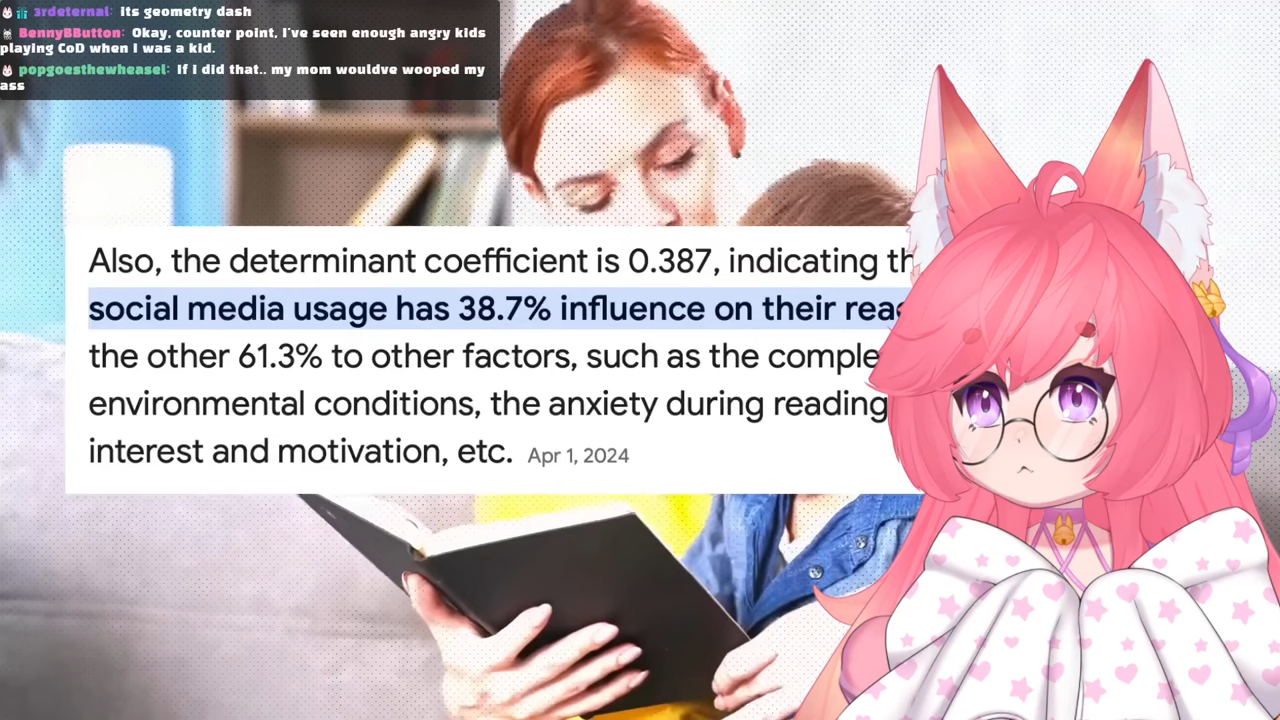 3rdeternal: its geometry dash
BennyBButton: Okay, counter point, I've seen enough angry kids
playing CoD when I was a kid.
popgoesthewheasel: If I did that.. my mom wouldve wooped my
ass
Also, the determinant coefficient is 0.387, indicating
social media usage has 38.7% influence on their
the other 61.3% to other factors, such as the
environmental conditions, the anxiety during reading
interest and motivation, etc. Apr 1, 2024